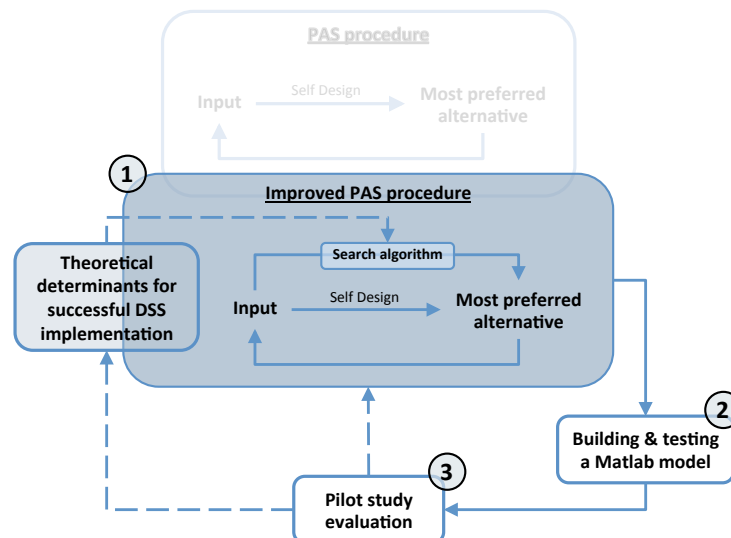 PAS procedure
Self Design
Input
Most preferred
alternative
1
Improved PAS procedure
Search algorithm
Theoretical
determinants for
successful DSS
implementation
Self Design
Input
Most preferred
alternative
2
Building & testing
a Matlab model
3
Pilot study
evaluation